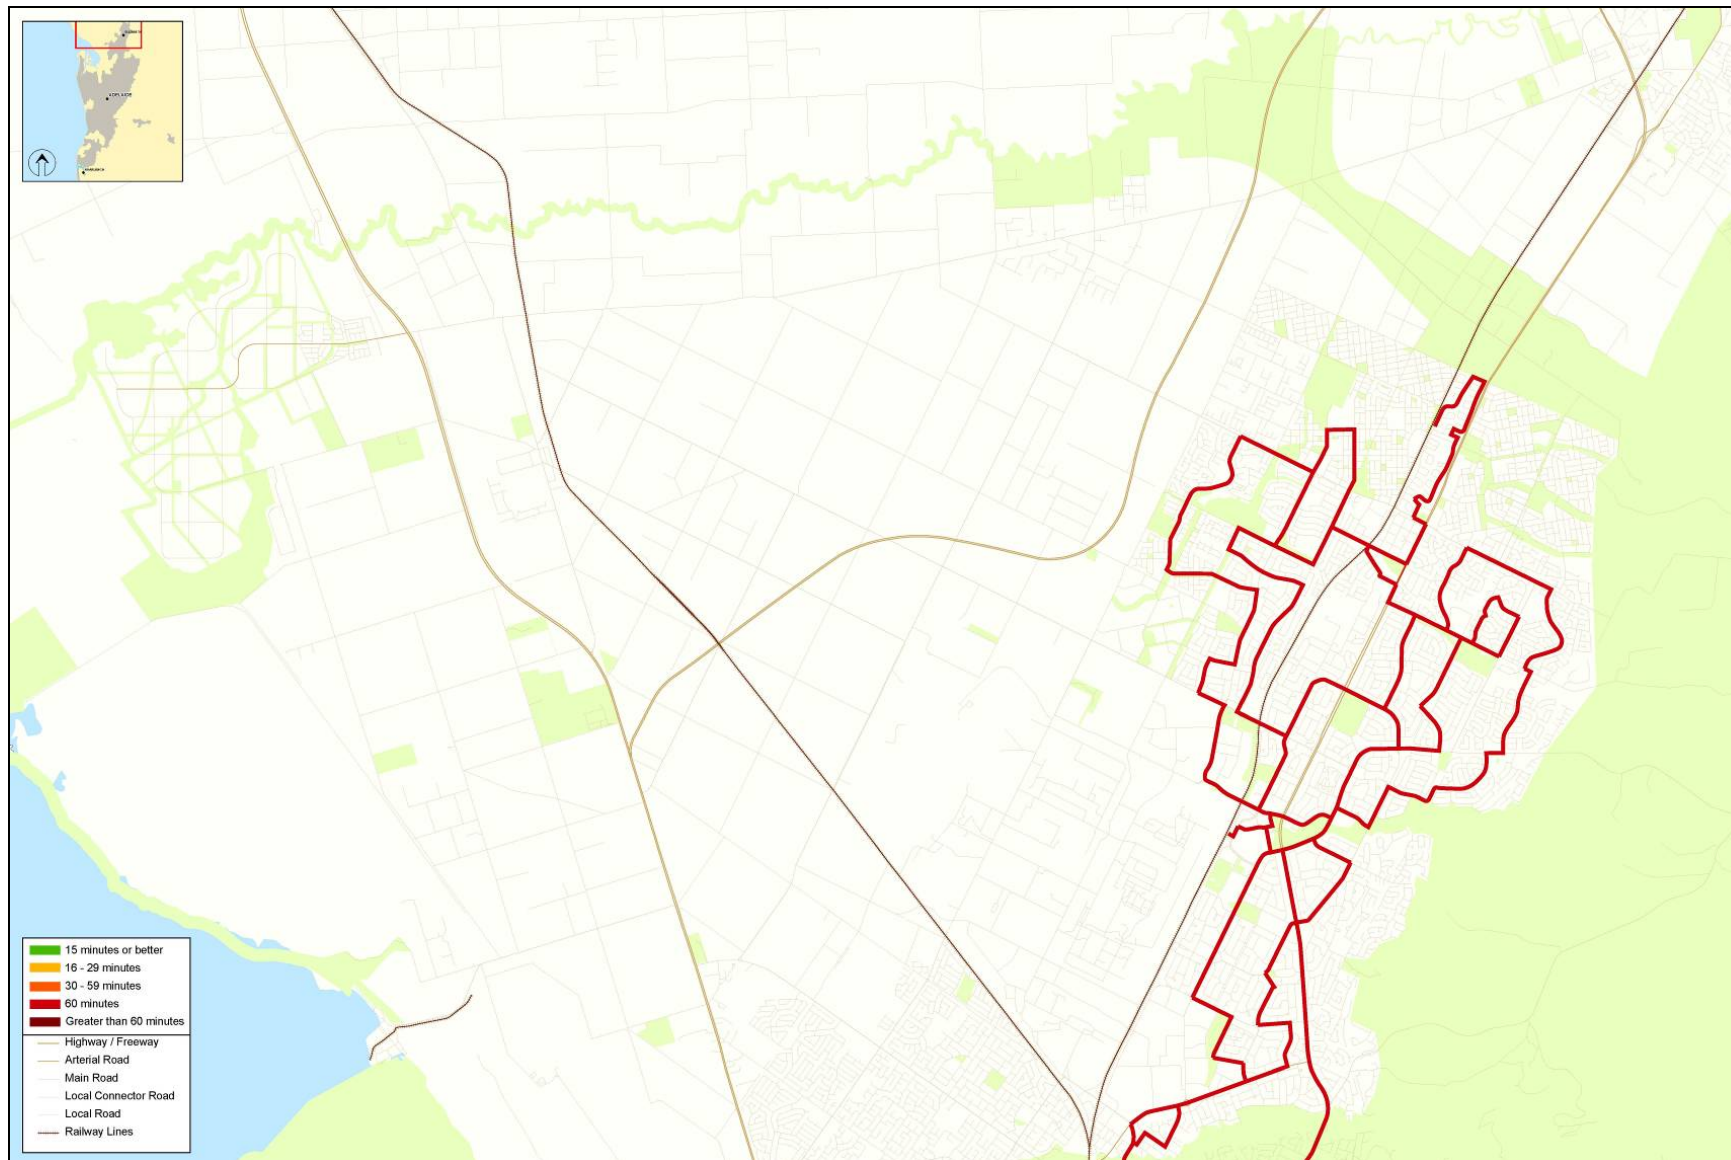 ADELAIDE
15 minutes or better
16 - 29 minutes
30 - 59 minutes
60 minutes
Greater than 60 minutes
Highway / Freeway
Arterial Road
Main Road
Local Connector Road
Local Road
Railway Lines